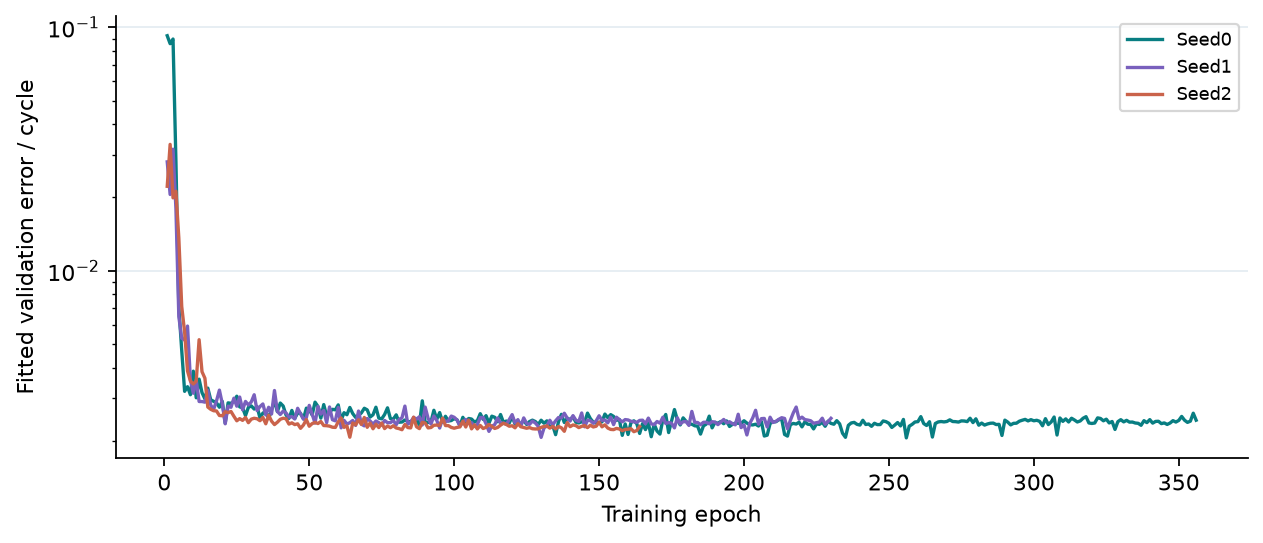 10⁻¹
10⁻²
Fitted validation error / cycle
Seed0
Seed1
Seed2
0 50 100 150 200 250 300 350
Training epoch